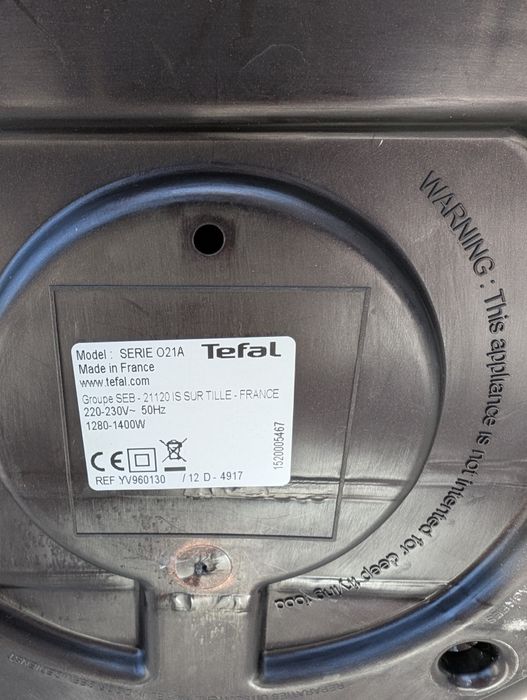 WARNING : This appliance is not intented for deep frying food
Model : SERIE O21A Tefal
Made in France
www.tefal.com
Groupe SEB - 21120 IS SUR TILLE - FRANCE
220-230V~ 50Hz
1280-1400W
CE
REF YV960130 / 12 D - 4917
1520005467